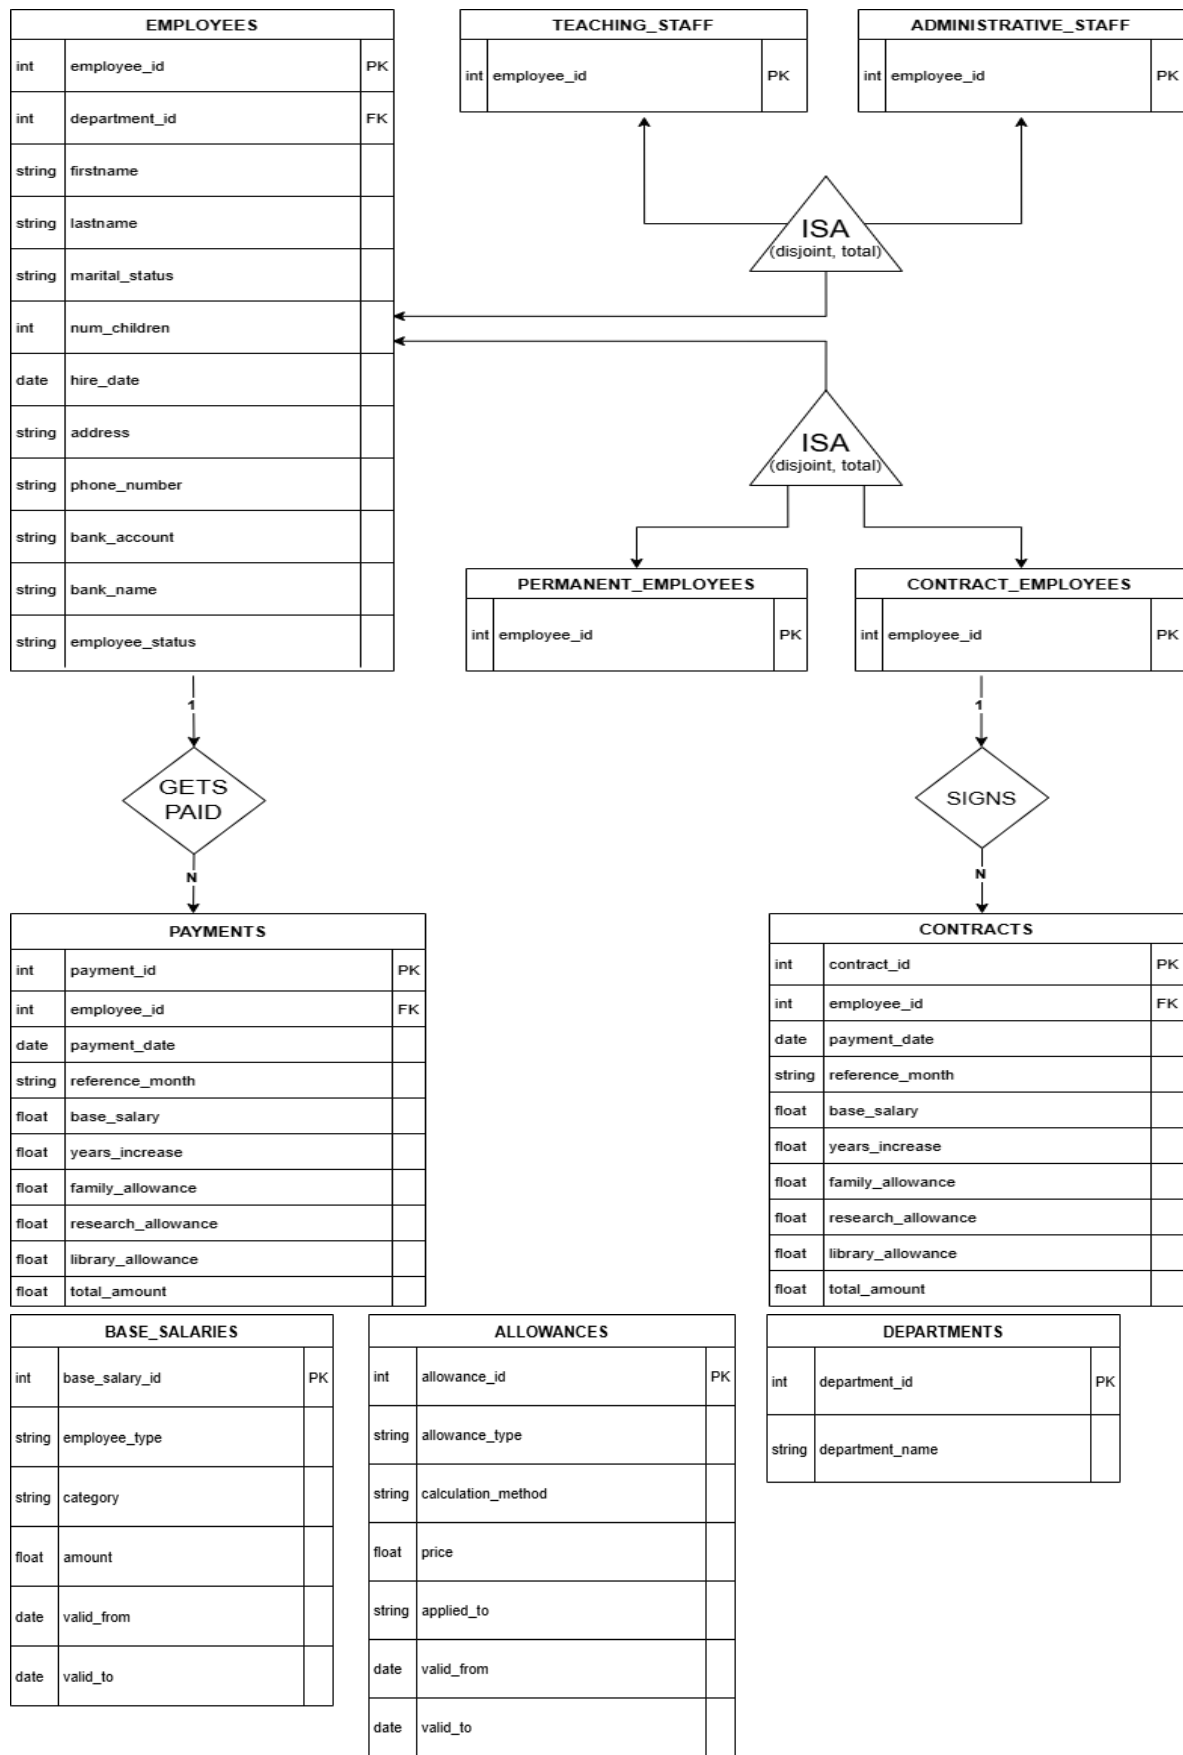 EMPLOYEES
int employee_id PK
int department_id FK
string firstname
string lastname
string marital_status
int num_children
date hire_date
string address
string phone_number
string bank_account
string bank_name
string employee_status
TEACHING_STAFF
int employee_id PK
ADMINISTRATIVE_STAFF
int employee_id PK
ISA
(disjoint, total)
ISA
(disjoint, total)
PERMANENT_EMPLOYEES
int employee_id PK
CONTRACT_EMPLOYEES
int employee_id PK
1
GETS
PAID
N
1
SIGNS
N
PAYMENTS
int payment_id PK
int employee_id FK
date payment_date
string reference_month
float base_salary
float years_increase
float family_allowance
float research_allowance
float library_allowance
float total_amount
CONTRACTS
int contract_id PK
int employee_id FK
date payment_date
string reference_month
float base_salary
float years_increase
float family_allowance
float research_allowance
float library_allowance
float total_amount
BASE_SALARIES
int base_salary_id PK
string employee_type
string category
float amount
date valid_from
date valid_to
ALLOWANCES
int allowance_id PK
string allowance_type
string calculation_method
float price
string applied_to
date valid_from
date valid_to
DEPARTMENTS
int department_id PK
string department_name